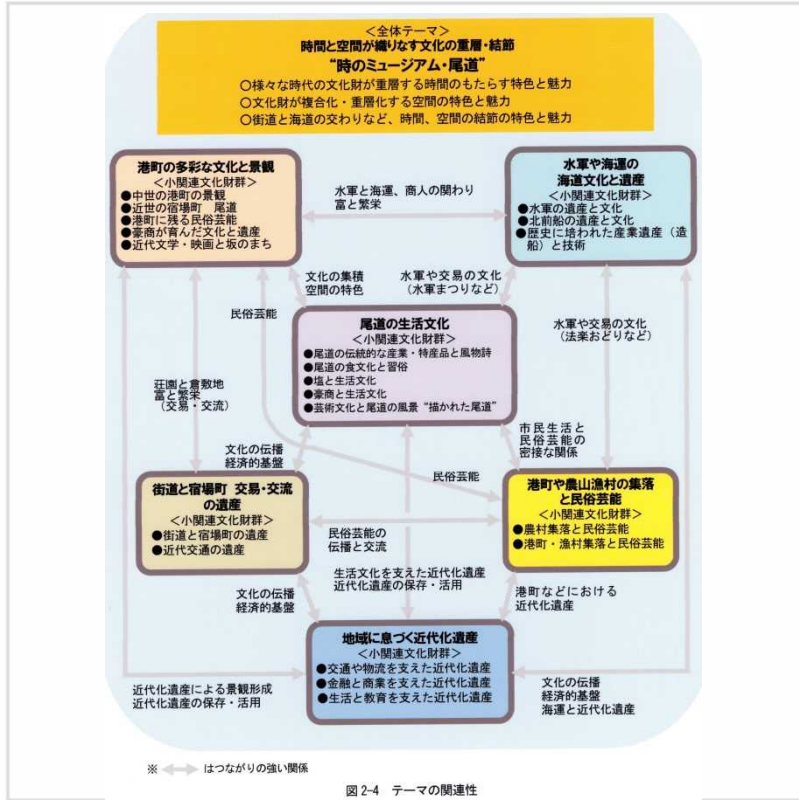 ＜全体テーマ＞
時間と空間が織りなす文化の重層・結節
“時のミュージアム・尾道”
○様々な時代の文化財が重層する時間のもたらす特色と魅力
○文化財が複合化・重層化する空間の特色と魅力
○街道と海道の交わりなど、時間、空間の結節の特色と魅力
港町の多彩な文化と景観
＜小関連文化財群＞
●中世の港町の景観
●近世の宿場町　尾道
●港町に残る民俗芸能
●豪商が育んだ文化と遺産
●近代文学・映画と坂のまち
水軍と海運、商人の関わり
富と繁栄
水軍や海運の
海道文化と遺産
＜小関連文化財群＞
●水軍の遺産と文化
●北前船の遺産と文化
●歴史に培われた産業遺産（造
船）と技術
文化の集積
空間の特色
水軍や交易の文化
（水軍まつりなど）
民俗芸能
水軍や交易の文化
（法楽おどりなど）
尾道の生活文化
＜小関連文化財群＞
●尾道の伝統的な産業・特産品と風物詩
●尾道の食文化と習俗
●塩と生活文化
●豪商と生活文化
●芸術文化と尾道の風景“描かれた尾道”
荘園と倉敷地
富と繁栄
（交易・交流）
文化の伝播
経済的基盤
市民生活と
民俗芸能の
密接な関係
民俗芸能
街道と宿場町 交易・交流
の遺産
＜小関連文化財群＞
●街道と宿場町の遺産
●近代交通の遺産
民俗芸能の
伝播と交流
港町や農山漁村の集落
と民俗芸能
＜小関連文化財群＞
●農村集落と民俗芸能
●港町・漁村集落と民俗芸能
生活文化を支えた近代化遺産
近代化遺産の保存・活用
文化の伝播
経済的基盤
港町などにおける
近代化遺産
地域に息づく近代化遺産
＜小関連文化財群＞
●交通や物流を支えた近代化遺産
●金融と商業を支えた近代化遺産
●生活と教育を支えた近代化遺産
近代化遺産による景観形成
近代化遺産の保存・活用
文化の伝播
経済的基盤
海運と近代化遺産
※　はつながりの強い関係
図 2-4　テーマの関連性